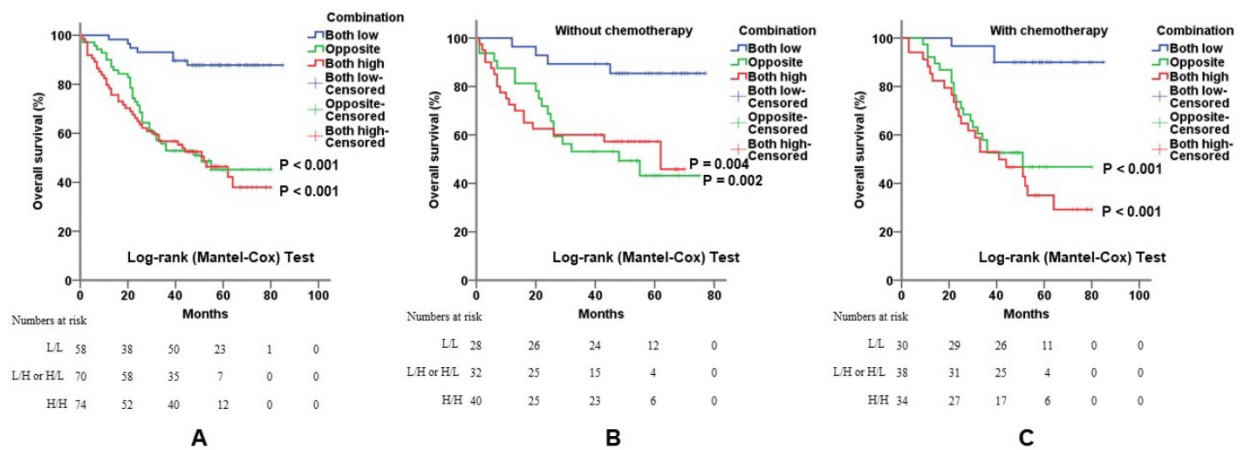 Combination
Both low
Opposite
Both high
Both low-
Censored
Opposite-
Censored
Both high-
Censored
Overall survival (%)
100
80
60
40
20
0
P < 0.001
P < 0.001
Log-rank (Mantel-Cox) Test
0 20 40 60 80 100
Months
Numbers at risk
L/L 58 38 50 23 1 0
L/H or H/L 70 58 35 7 0 0
H/H 74 52 40 12 0 0
A
Without chemotherapy
Combination
Both low
Opposite
Both high
Both low-
Censored
Opposite-
Censored
Both high-
Censored
Overall survival (%)
100
80
60
40
20
0
P = 0.004
P = 0.002
Log-rank (Mantel-Cox) Test
0 20 40 60 80
Months
Numbers at risk
L/L 28 26 24 12 0
L/H or H/L 32 25 15 4 0
H/H 40 25 23 6 0
B
With chemotherapy
Combination
Both low
Opposite
Both high
Both low-
Censored
Opposite-
Censored
Both high-
Censored
Overall survival (%)
100
80
60
40
20
0
P < 0.001
P < 0.001
Log-rank (Mantel-Cox) Test
0 20 40 60 80 100
Months
Numbers at risk
L/L 30 29 26 11 0 0
L/H or H/L 38 31 25 4 0 0
H/H 34 27 17 6 0 0
C